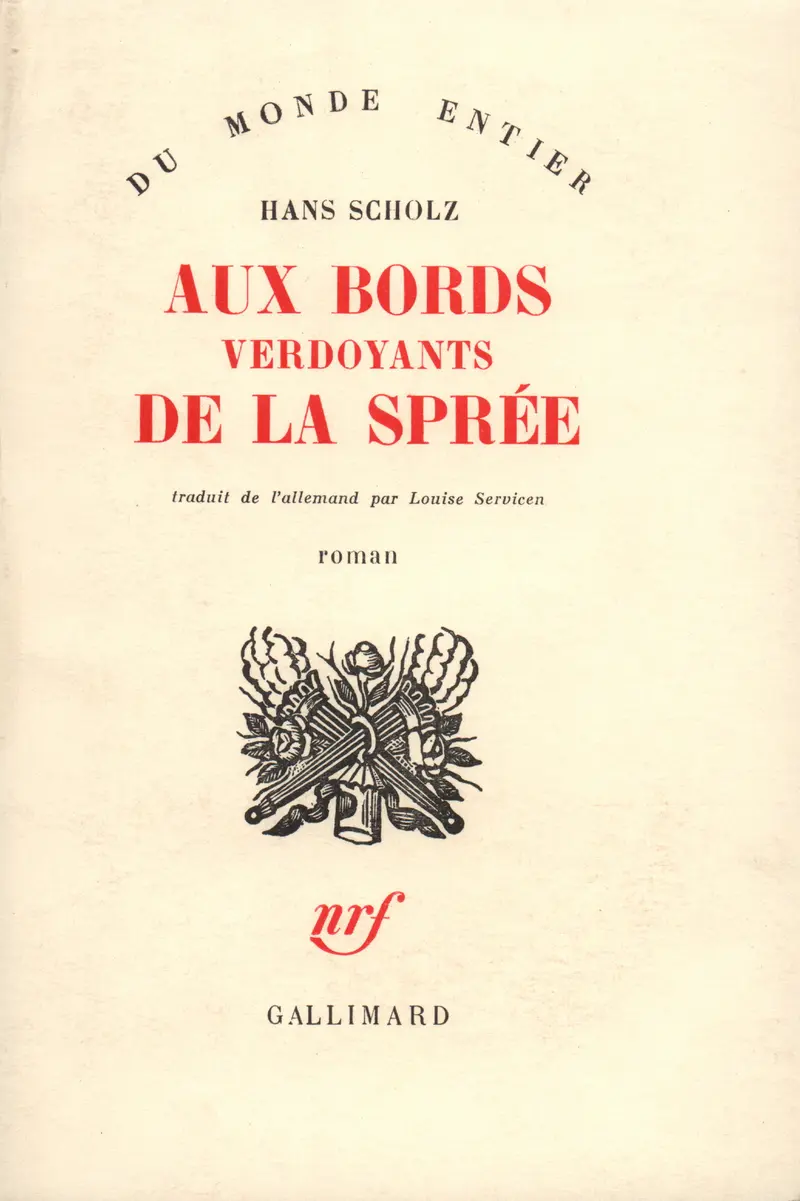 DU MONDE ENTIER
HANS SCHOLZ
AUX BORDS
VERDOYANTS
DE LA SPRÉE
traduit de l'allemand par Louise Servicen
roman
nrf
GALLIMARD